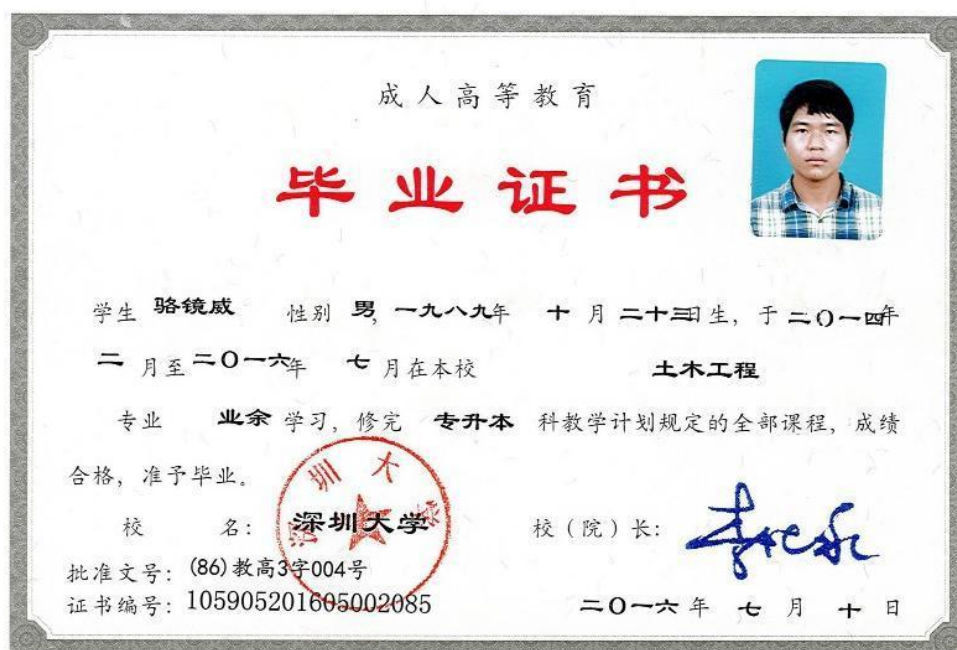 成人高等教育
毕业证书
学生 骆镜威 性别 男, 一九八九年 十月二十三日生, 于二〇一四年
二月至二〇一六年 七月在本校 土木工程
专业 业余学习, 修完 专升本 科教学计划规定的全部课程, 成绩
合格, 准予毕业。
校 名: 深圳大学 校(院)长:
批准文号: (86)教高3字004号
证书编号: 105905201605002085 二〇一六年 七月 十日
深圳大学